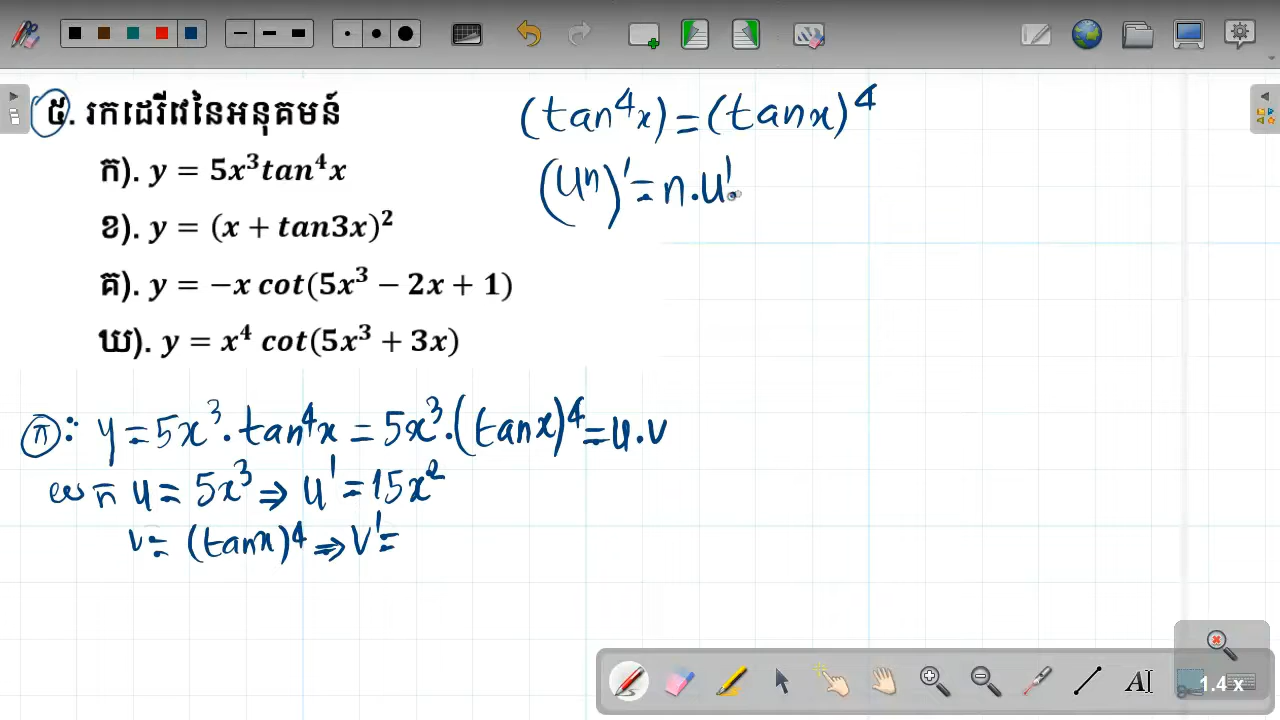 ៥. រកដេរីវេនៃអនុគមន៍
ក). y = 5x³tan⁴x
ខ). y = (x + tan3x)²
គ). y = −x cot(5x³ − 2x + 1)
ឃ). y = x⁴ cot(5x³ + 3x)
(tan⁴x) = (tanx)⁴
(uⁿ)' = n.u'
y = 5x³.tan⁴x = 5x³.(tanx)⁴ = u.v
u = 5x³ ⇒ u' = 15x²
v = (tanx)⁴ ⇒ v' =
1.4 x